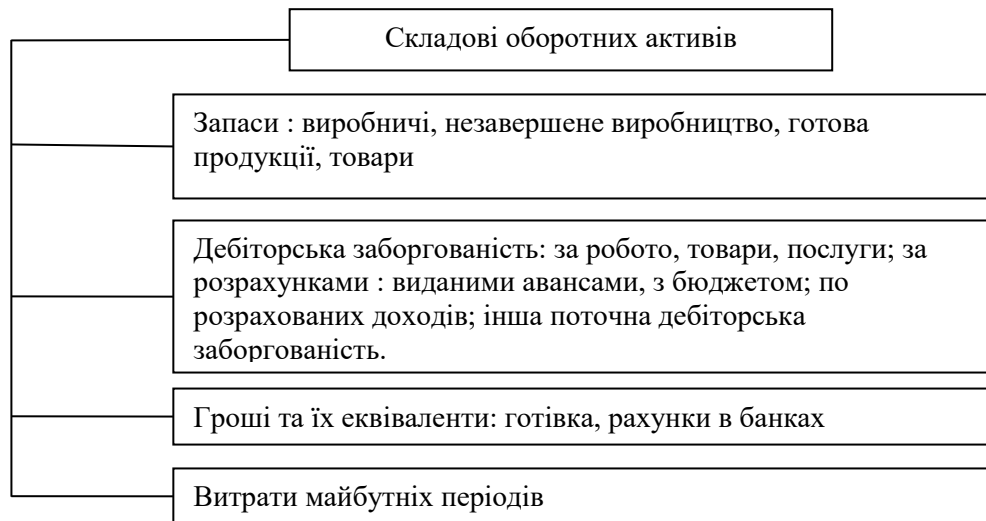 Складові оборотних активів
Запаси : виробничі, незавершене виробництво, готова
продукції, товари
Дебіторська заборгованість: за робото, товари, послуги; за
розрахунками : виданими авансами, з бюджетом; по
розрахованих доходів; інша поточна дебіторська
заборгованість.
Гроші та їх еквіваленти: готівка, рахунки в банках
Витрати майбутніх періодів